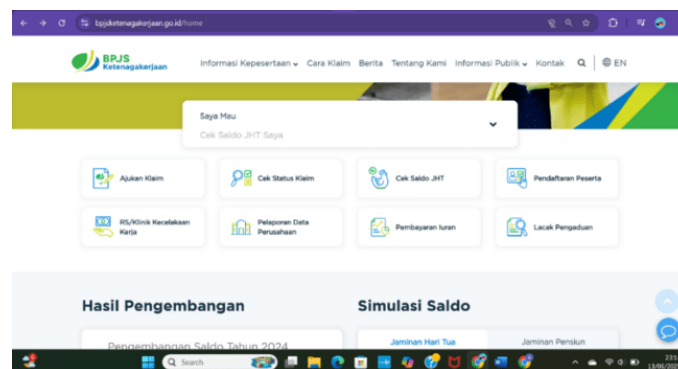 bpjsketenagakerjaan.go.id/home
BPJS
Ketenagakerjaan
Informasi Kepesertaan Cara Klaim Berita Tentang Kami Informasi Publik Kontak EN
Saya Mau
Cek Saldo JHT Saya
Ajukan Klaim
Cek Status Klaim
Cek Saldo JHT
Pendaftaran Peserta
RS/Klinik Kecelakaan
Kerja
Pelaporan Data
Perusahaan
Pembayaran Iuran
Lacak Pengaduan
Hasil Pengembangan
Simulasi Saldo
Pengembangan Saldo Tahun 2024
Jaminan Hari Tua
Jaminan Pensiun
Search